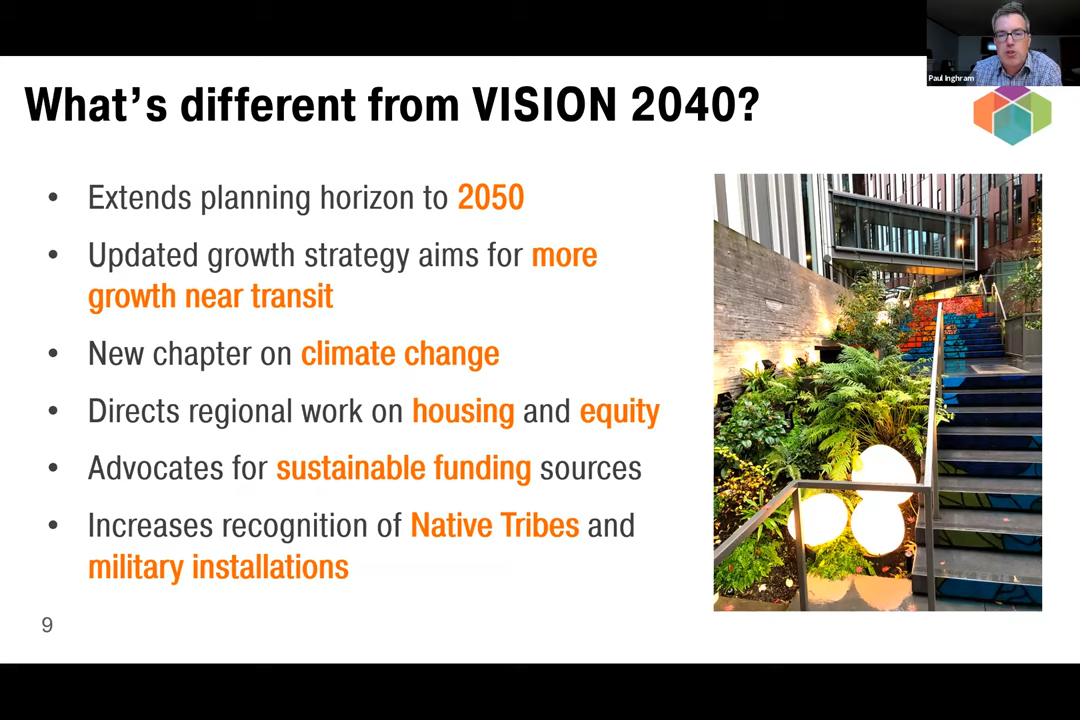 Paul Inghram
What's different from VISION 2040?
• Extends planning horizon to 2050
• Updated growth strategy aims for more
growth near transit
• New chapter on climate change
• Directs regional work on housing and equity
• Advocates for sustainable funding sources
• Increases recognition of Native Tribes and
military installations
9